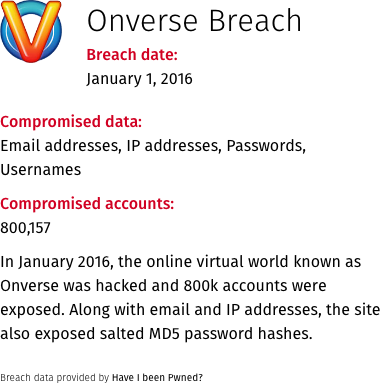 V
Onverse Breach
Breach date:
January 1, 2016
Compromised data:
Email addresses, IP addresses, Passwords,
Usernames
Compromised accounts:
800,157
In January 2016, the online virtual world known as
Onverse was hacked and 800k accounts were
exposed. Along with email and IP addresses, the site
also exposed salted MD5 password hashes.
Breach data provided by Have I been Pwned?